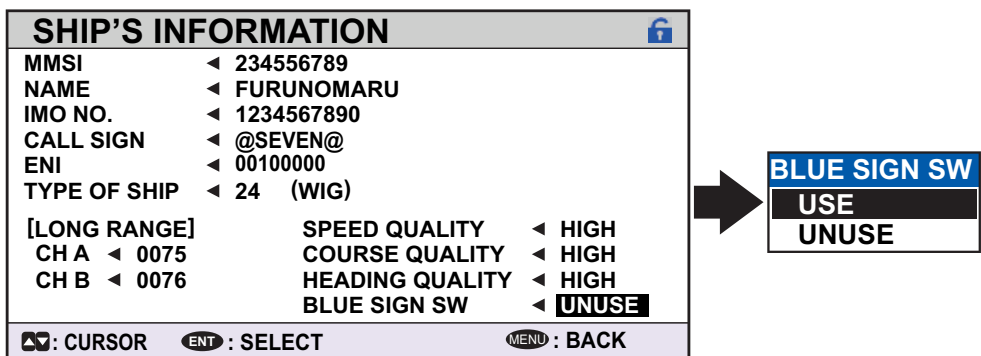 SHIP'S INFORMATION
MMSI ◄ 234556789
NAME ◄ FURUNOMARU
IMO NO. ◄ 1234567890
CALL SIGN ◄ @SEVEN@
ENI ◄ 00100000
TYPE OF SHIP ◄ 24 (WIG)
[LONG RANGE] SPEED QUALITY ◄ HIGH
CH A ◄ 0075 COURSE QUALITY ◄ HIGH
CH B ◄ 0076 HEADING QUALITY ◄ HIGH
BLUE SIGN SW ◄ UNUSE
▲▼: CURSOR ENT : SELECT MENU : BACK
BLUE SIGN SW
USE
UNUSE